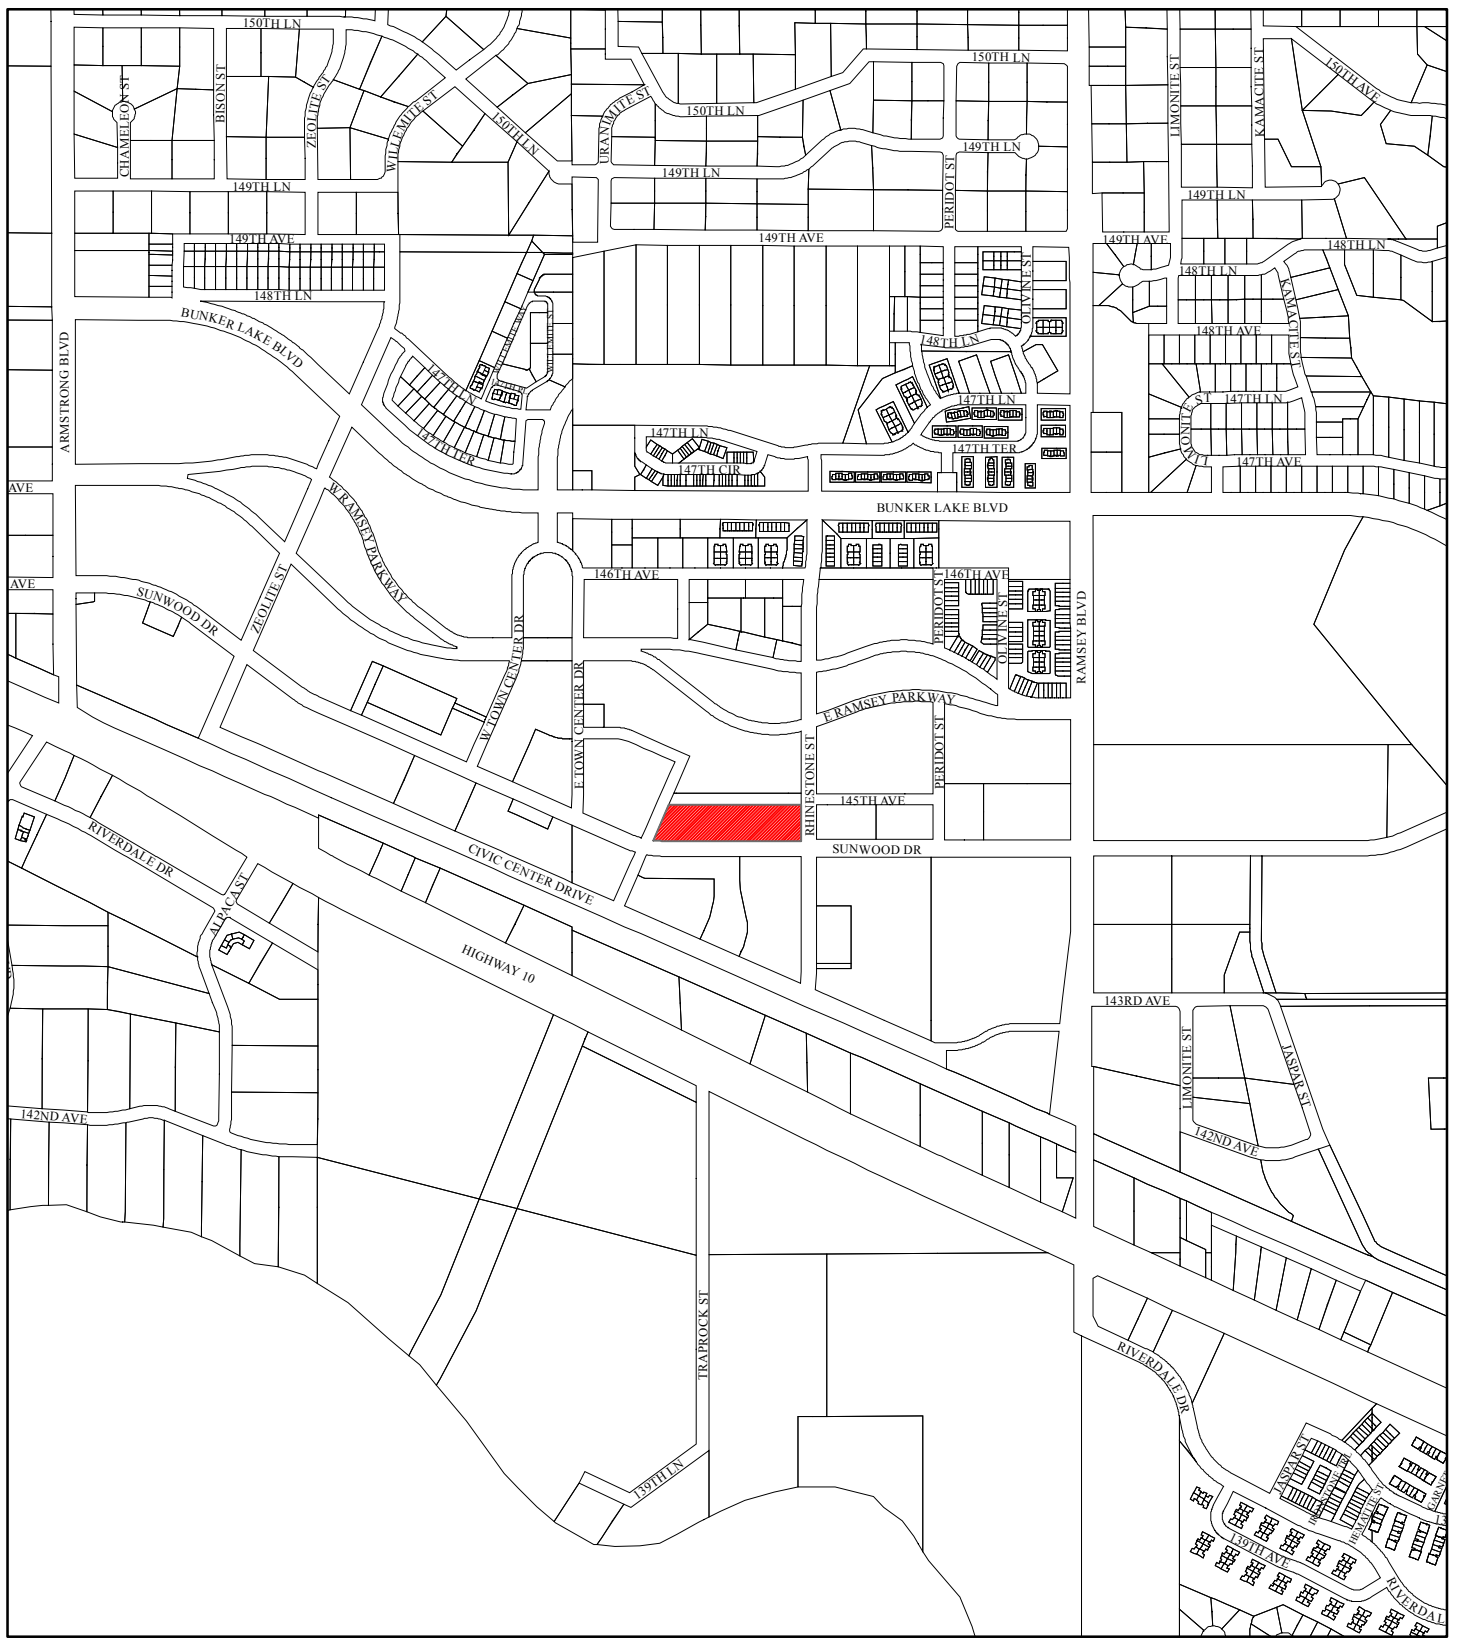 150TH LN
150TH LN
150TH AVE
CHAMELEON ST
BISON ST
ZEOLITE ST
WILLEMITE ST
150TH LN
URANIMITE ST
150TH LN
LIMONITE ST
KAMACITE ST
149TH LN
149TH LN
149TH LN
PERIDOT ST
149TH LN
149TH AVE
149TH AVE
149TH AVE
148TH LN
148TH LN
148TH LN
OLIVINE ST
KAMACITE ST
BUNKER LAKE BLVD
148TH AVE
148TH LN
ARMSTRONG BLVD
147TH LN
147TH LN
147TH LN
LIMONITE ST
147TH LN
147TH TER
147TH TER
147TH CIR
147TH AVE
AVE
W RAMSEY PARKWAY
BUNKER LAKE BLVD
146TH AVE
146TH AVE
AVE
SUNWOOD DR
ZEOLITE ST
PERIDOT ST
OLIVINE ST
RAMSEY BLVD
W TOWN CENTER DR
E TOWN CENTER DR
E RAMSEY PARKWAY
RHINESTONE ST
PERIDOT ST
145TH AVE
SUNWOOD DR
RIVERDALE DR
CIVIC CENTER DRIVE
ALPACA ST
HIGHWAY 10
143RD AVE
LIMONITE ST
JASPAR ST
142ND AVE
142ND AVE
TRAPROCK ST
RIVERDALE DR
139TH LN
JASPAR ST
HEMATITE ST
GARNE
139TH AVE
RIVERDAL